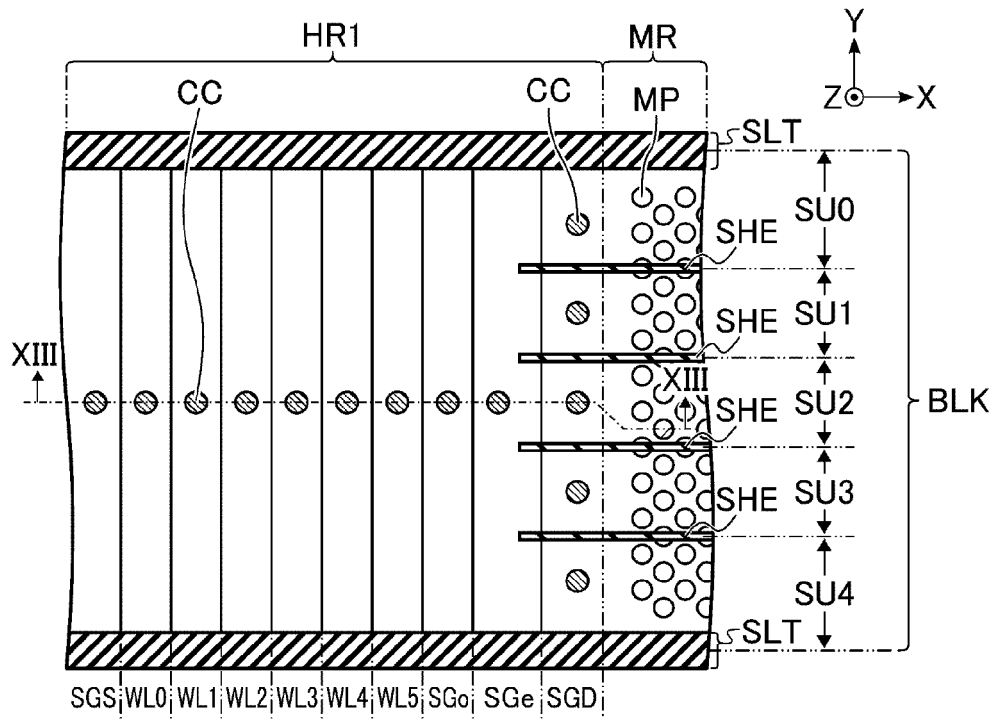 HR1 MR Y
CC CC MP Z X
SLT
SU0
SHE
SU1
SHE
XIII XIII
SU2 BLK
SHE
SU3
SHE
SU4
SLT
SGS WL0 WL1 WL2 WL3 WL4 WL5 SGo SGe SGD